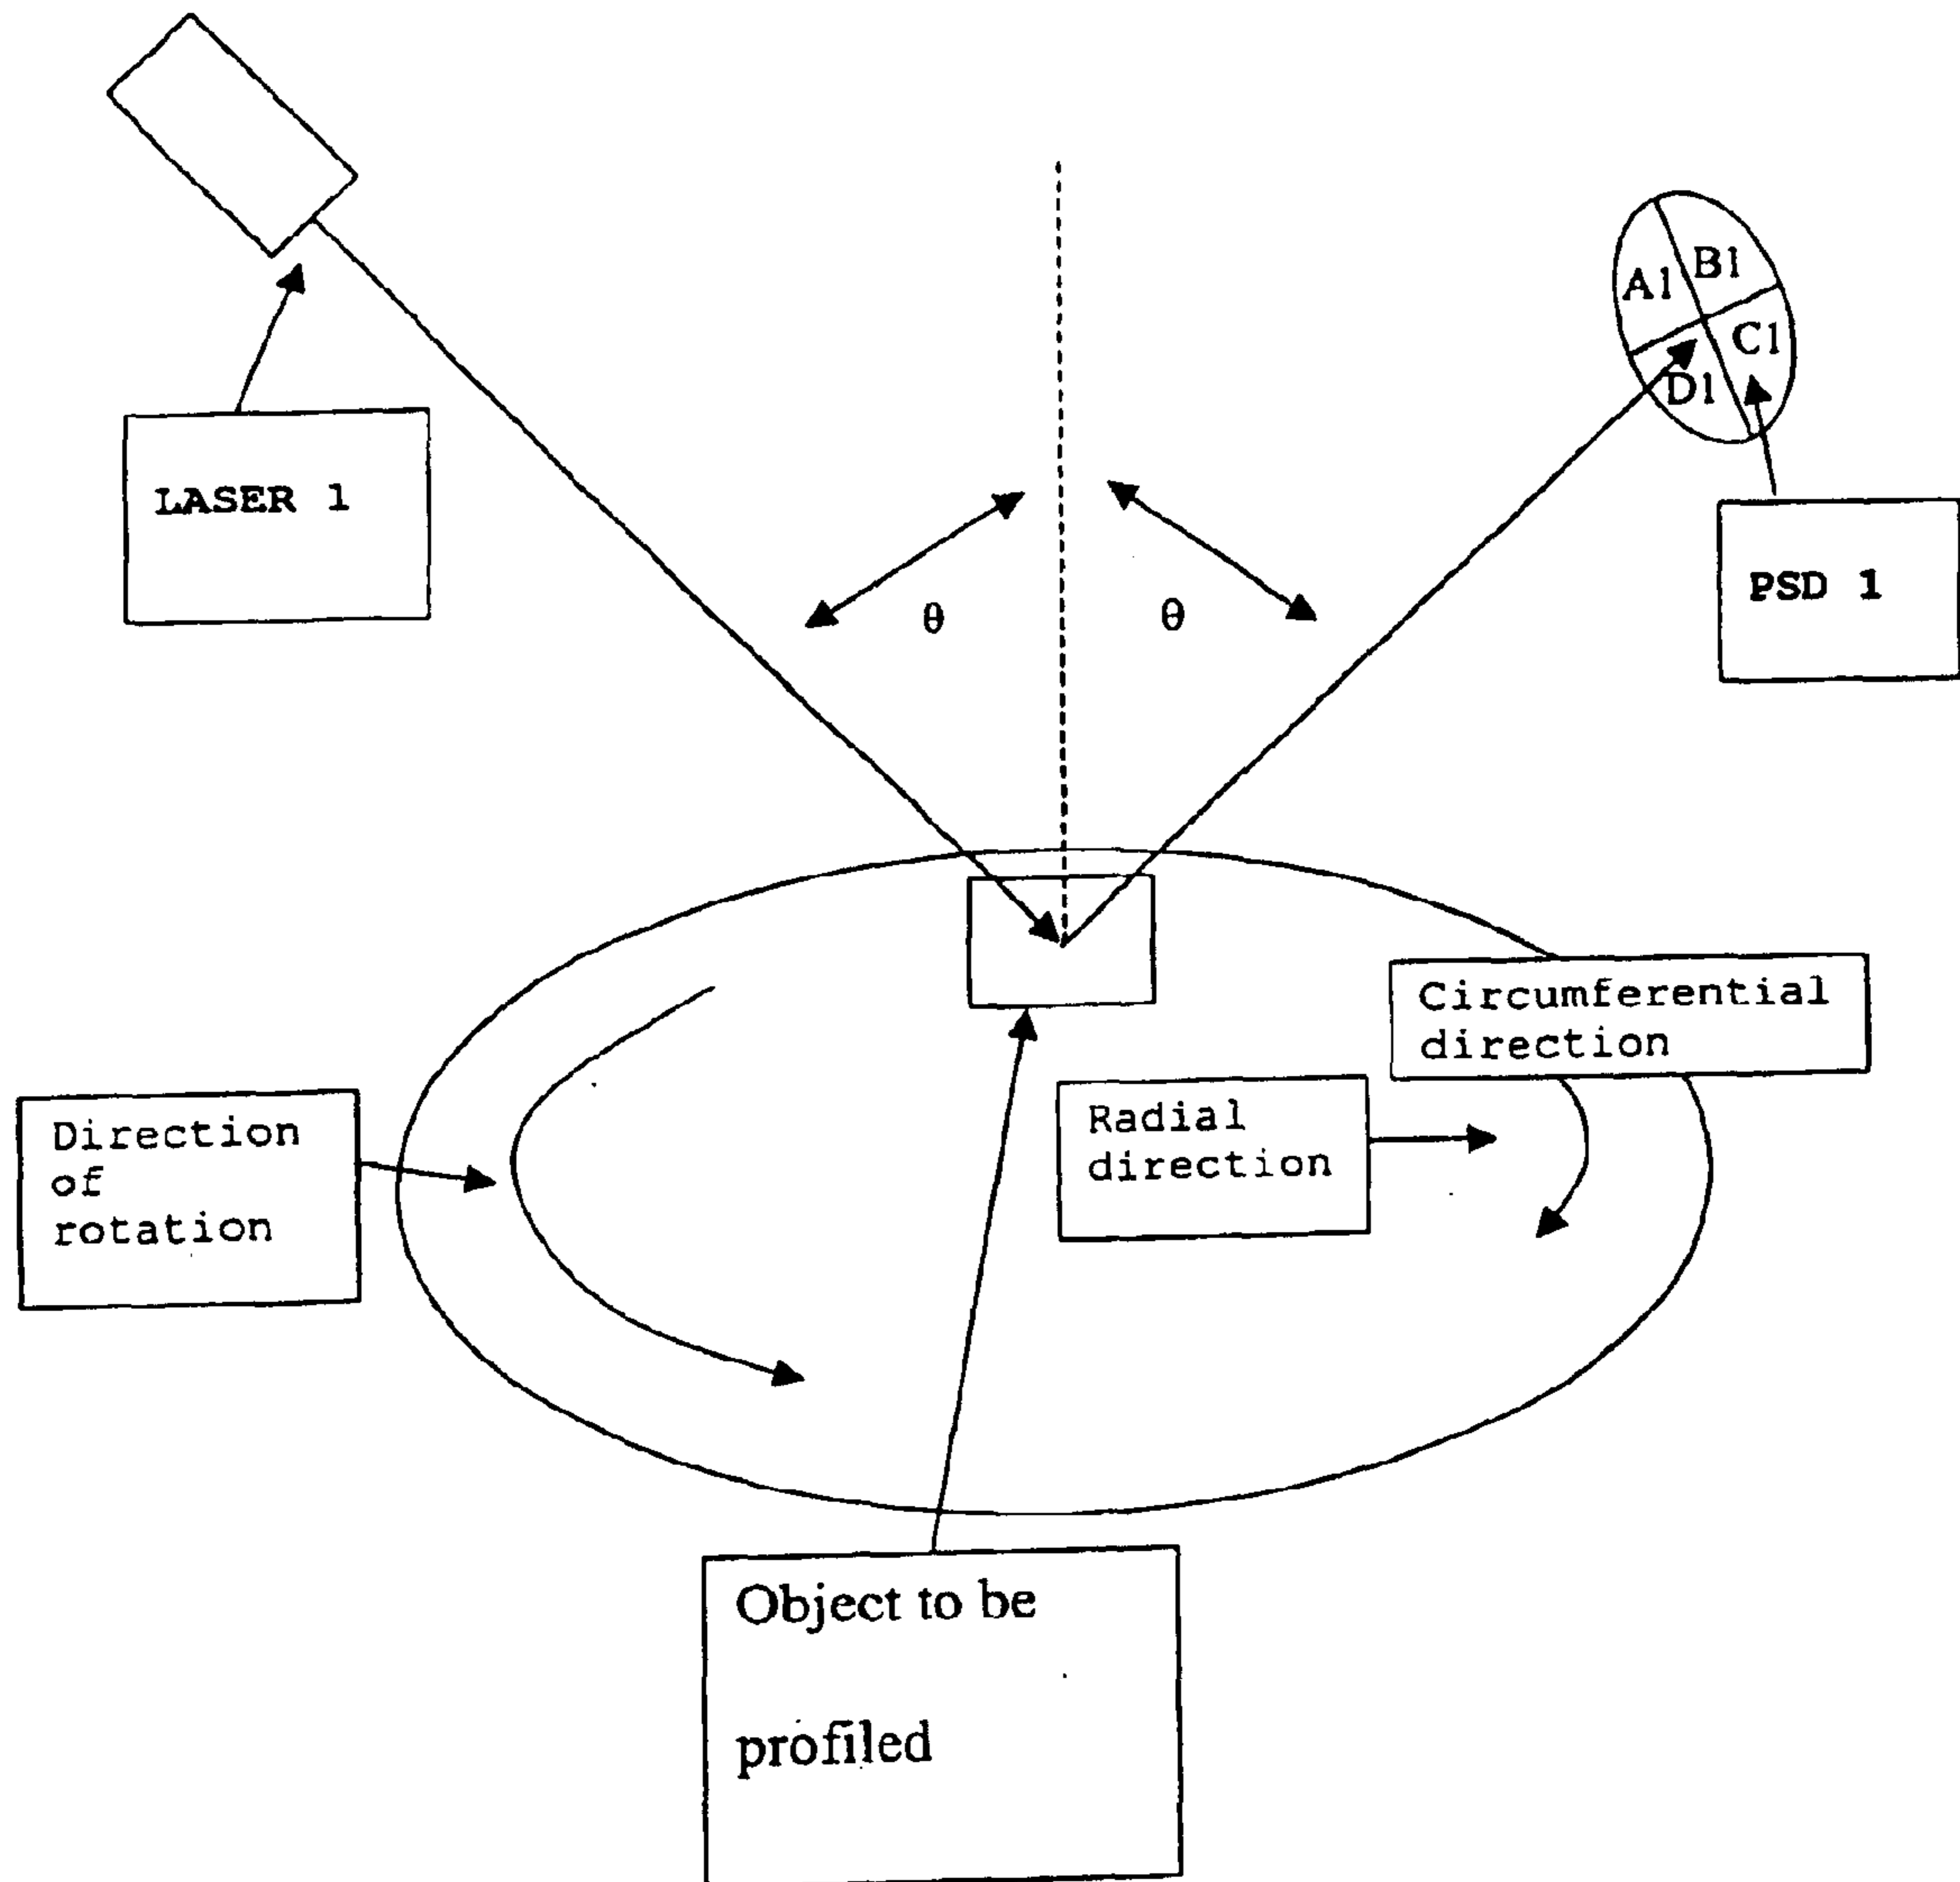 B1
A1
C1
D1
LASER 1
PSD 1
θ
θ
Circumferential
direction
Radial
direction
Direction
of
rotation
Object to be
profiled